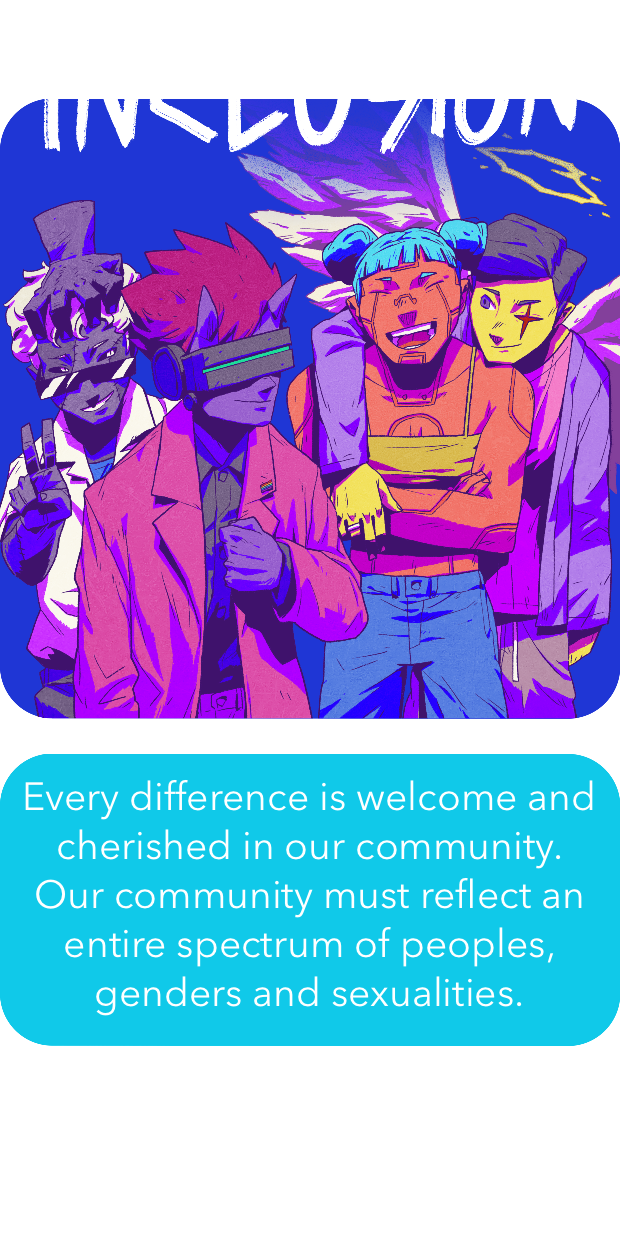 INCLUSION
Every difference is welcome and
cherished in our community.
Our community must reflect an
entire spectrum of peoples,
genders and sexualities.